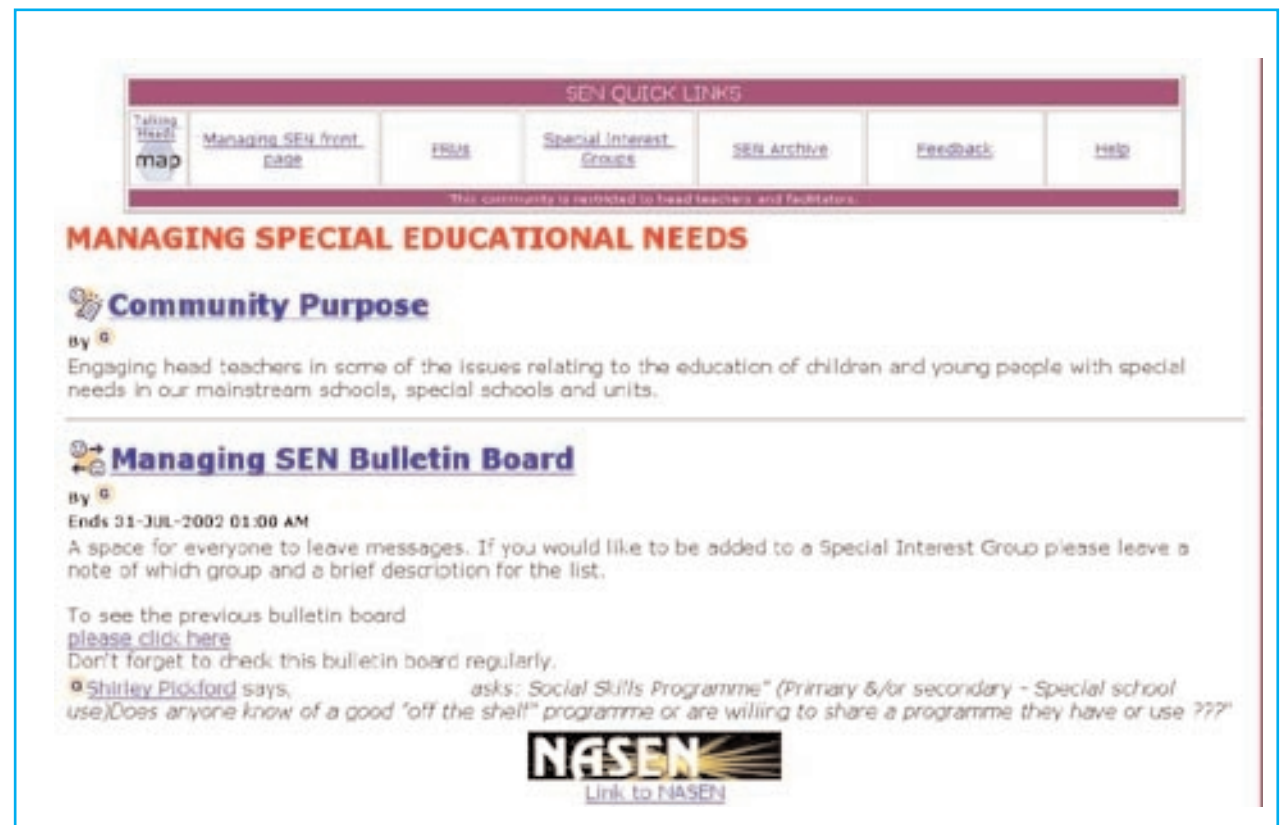 SEN QUICK LINKS
Talking
Heads
map
Managing SEN front
page
Special Interest
Groups
SEN Archive
Feedback
Help
This community is restricted to head teachers and facilitators.
MANAGING SPECIAL EDUCATIONAL NEEDS
Community Purpose
By G
Engaging head teachers in some of the issues relating to the education of children and young people with special
needs in our mainstream schools, special schools and units.
Managing SEN Bulletin Board
By G
Ends 31-JUL-2002 01:00 AM
A space for everyone to leave messages. If you would like to be added to a Special Interest Group please leave a
note of which group and a brief description for the list.
To see the previous bulletin board
please click here
Don't forget to check this bulletin board regularly.
G Shirley Pickford says, asks: Social Skills Programme" (Primary &/or secondary - Special school
use)Does anyone know of a good "off the shelf" programme or are williing to share a programme they have or use ???"
NASEN
Link to NASEN